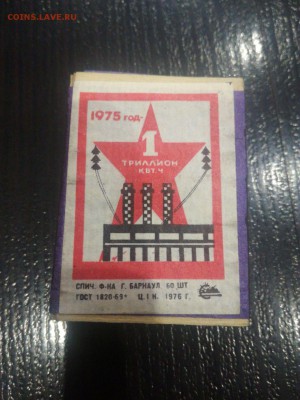 COINS.LAVE.RU
1975 ГОД.
1
ТРИЛЛИОН
КВТ. Ч
СПИЧ. Ф-КА Г. БАРНАУЛ 60 ШТ
ГОСТ 1820-69* Ц. 1 К. 1976 Г.